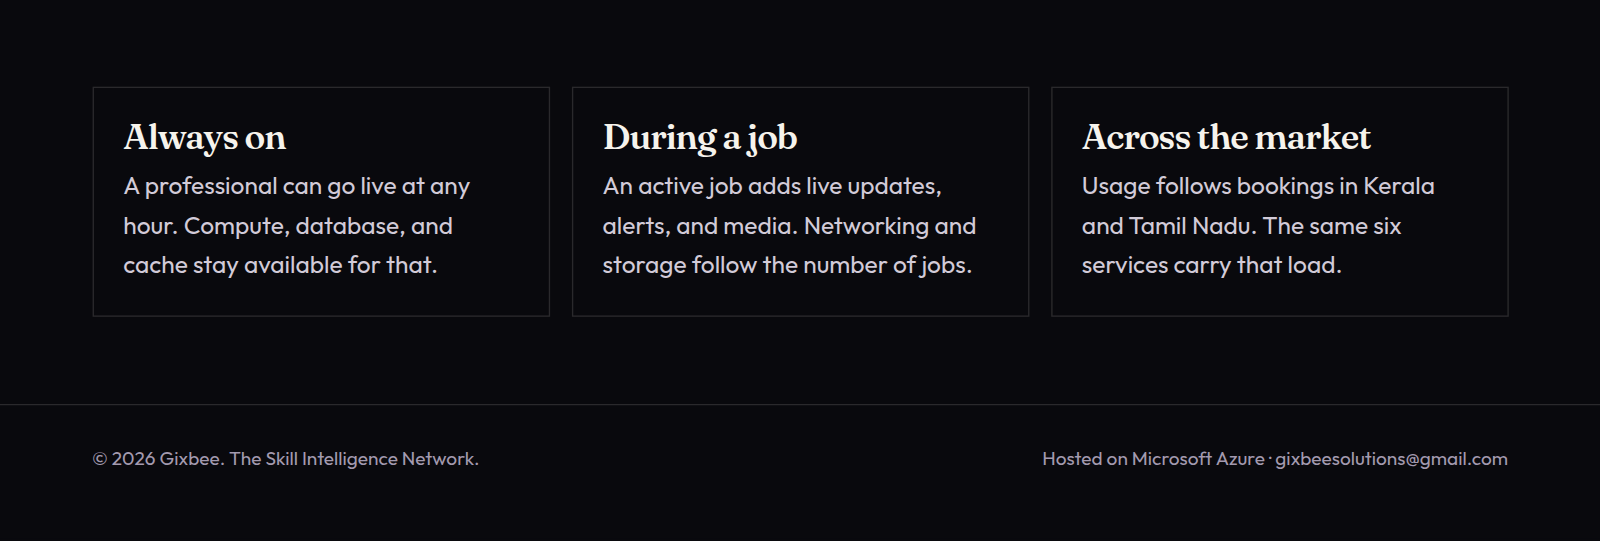 Always on
A professional can go live at any
hour. Compute, database, and
cache stay available for that.
During a job
An active job adds live updates,
alerts, and media. Networking and
storage follow the number of jobs.
Across the market
Usage follows bookings in Kerala
and Tamil Nadu. The same six
services carry that load.
© 2026 Gixbee. The Skill Intelligence Network.
Hosted on Microsoft Azure · gixbeesolutions@gmail.com